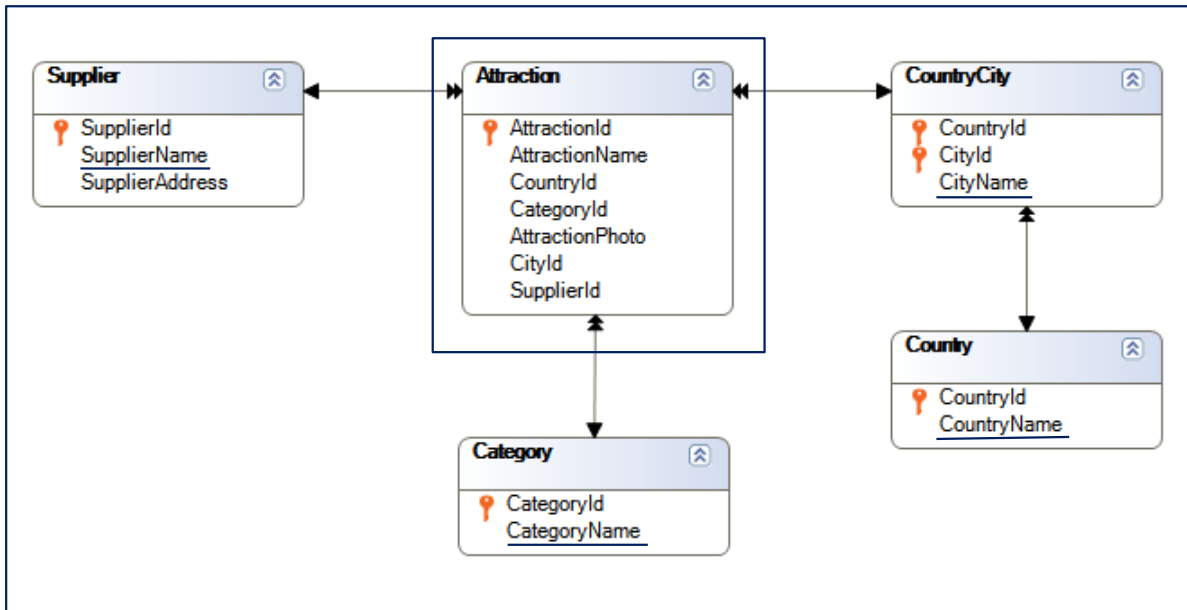 Supplier
SupplierId
SupplierName
SupplierAddress
Attraction
AttractionId
AttractionName
CountryId
CategoryId
AttractionPhoto
CityId
SupplierId
CountryCity
CountryId
CityId
CityName
Country
CountryId
CountryName
Category
CategoryId
CategoryName